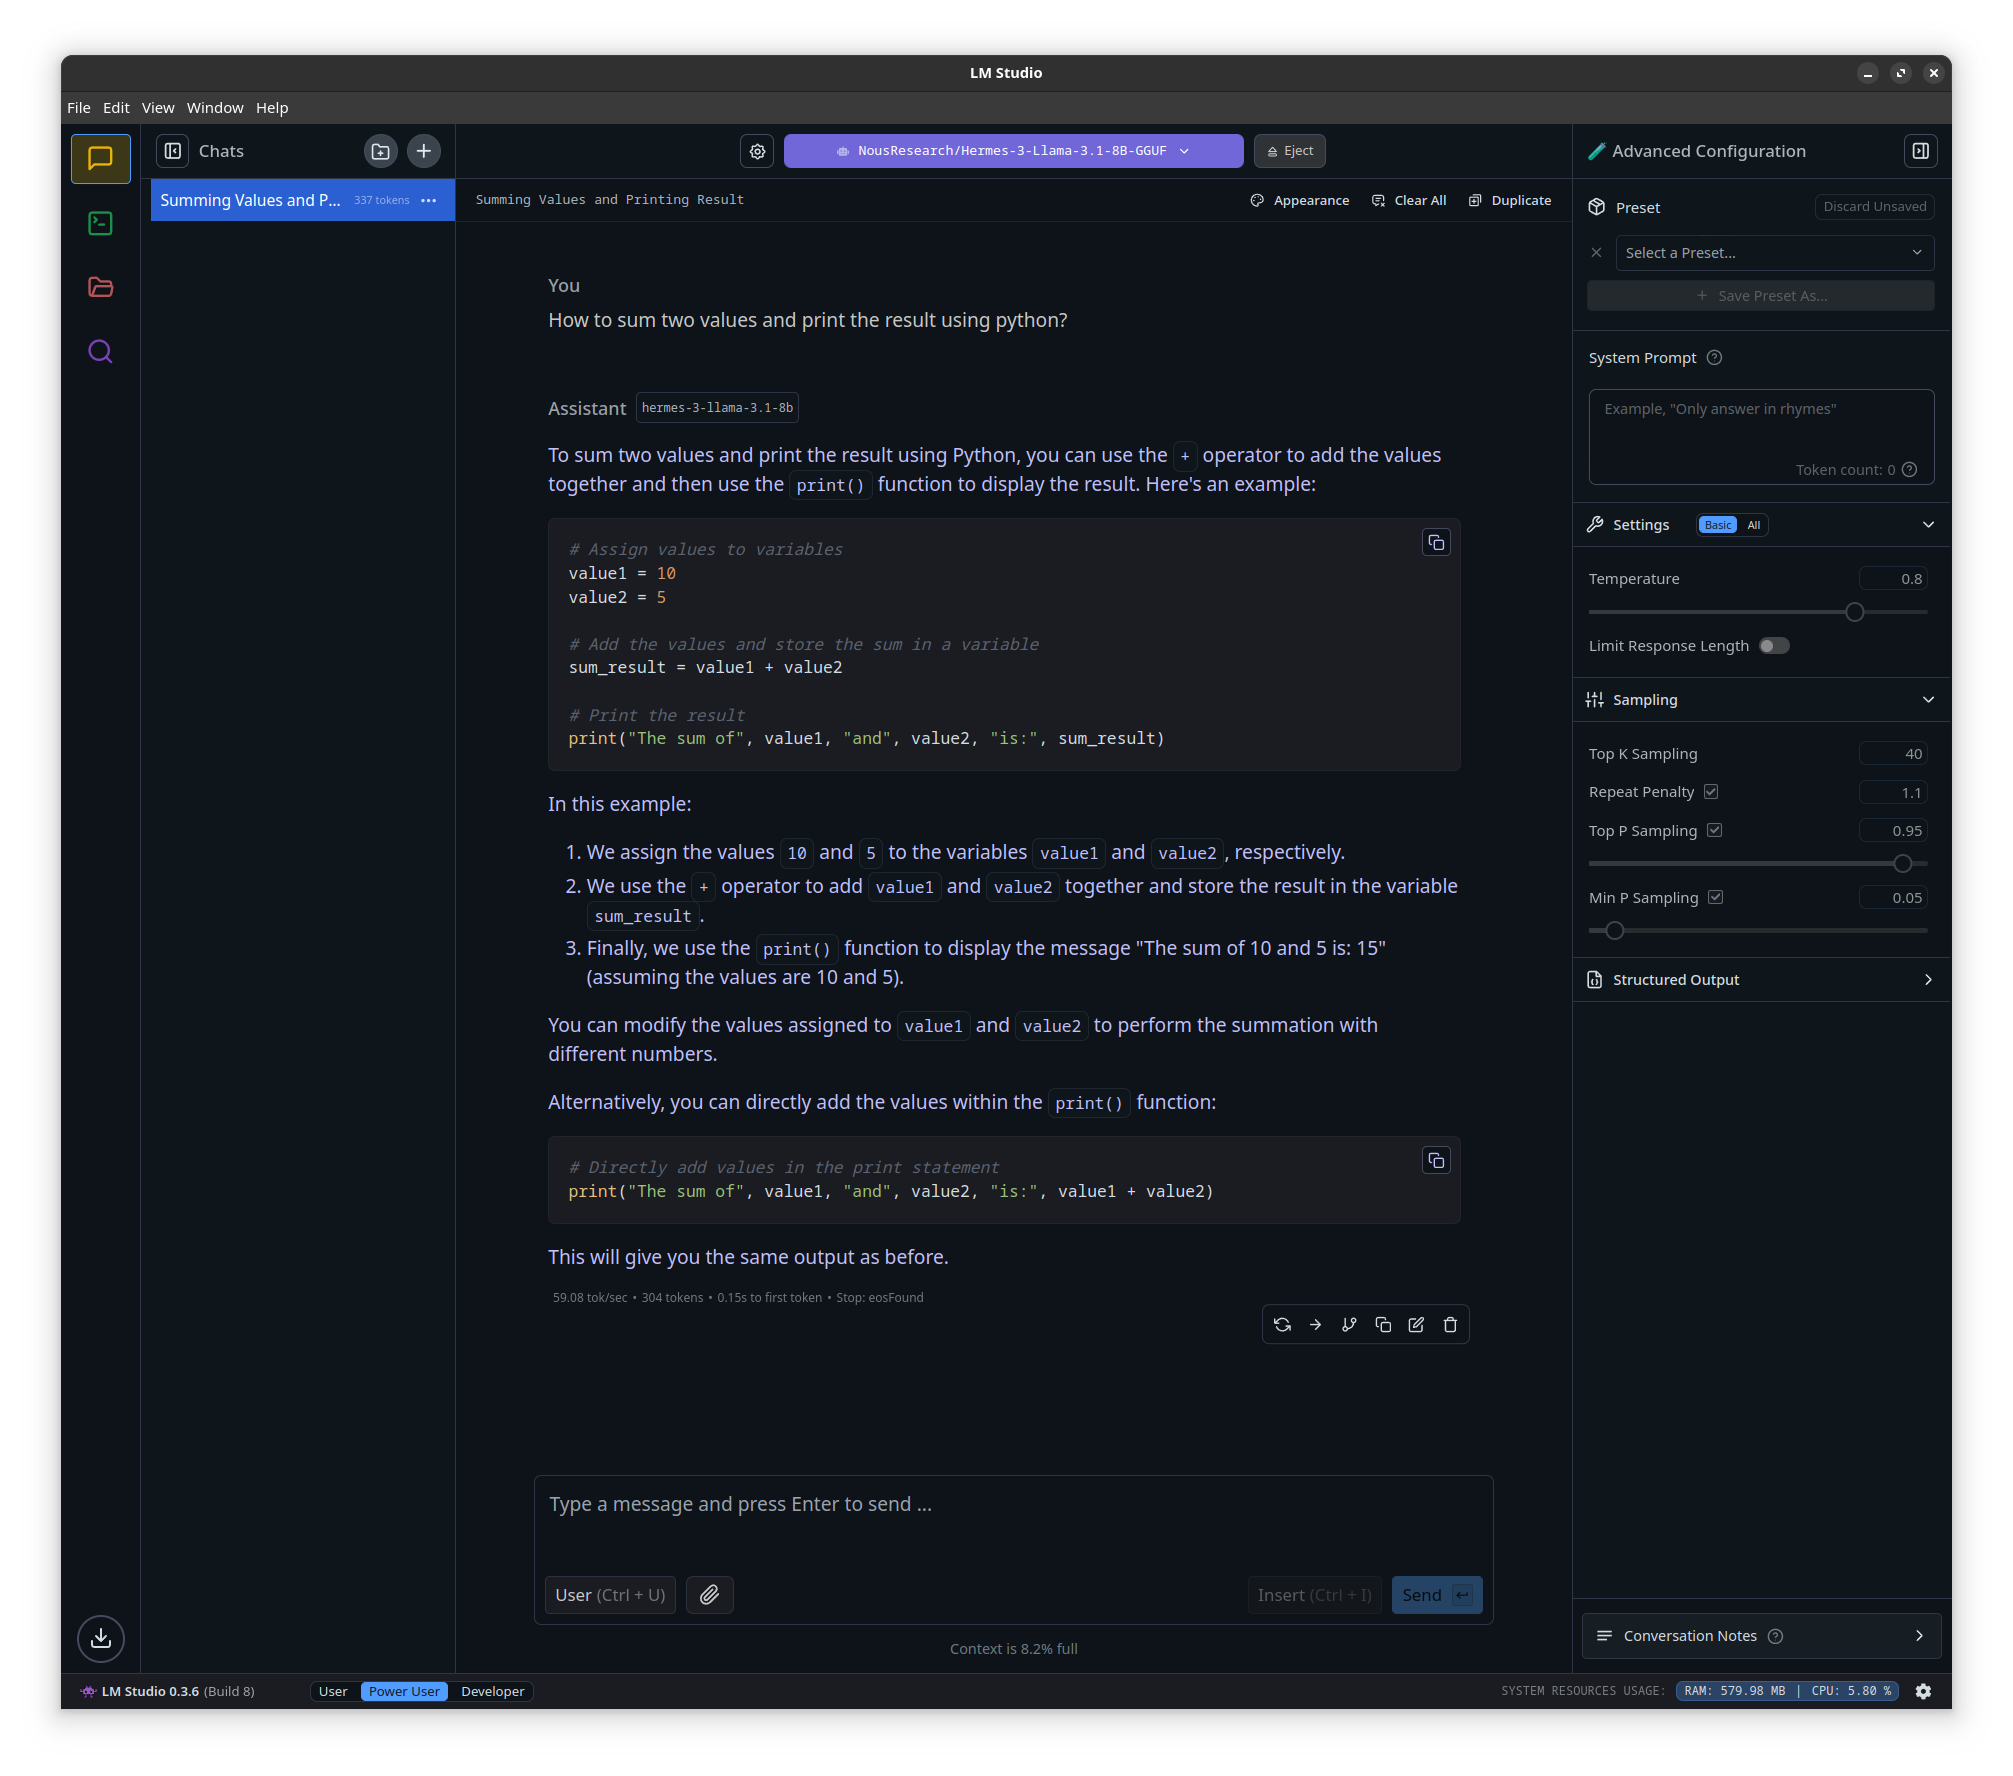 LM Studio
File Edit View Window Help
Chats
NousResearch/Hermes-3-Llama-3.1-8B-GGUF
Eject
Advanced Configuration
Summing Values and P... 337 tokens
Summing Values and Printing Result
Appearance Clear All Duplicate
Preset Discard Unsaved
Select a Preset...
+ Save Preset As...
System Prompt
Example, "Only answer in rhymes"
Token count: 0
Settings Basic All
Temperature 0.8
Limit Response Length
Sampling
Top K Sampling 40
Repeat Penalty 1.1
Top P Sampling 0.95
Min P Sampling 0.05
Structured Output
Conversation Notes
You
How to sum two values and print the result using python?
Assistant hermes-3-llama-3.1-8b
To sum two values and print the result using Python, you can use the + operator to add the values
together and then use the print() function to display the result. Here's an example:
# Assign values to variables
value1 = 10
value2 = 5
# Add the values and store the sum in a variable
sum_result = value1 + value2
# Print the result
print("The sum of", value1, "and", value2, "is:", sum_result)
In this example:
1. We assign the values 10 and 5 to the variables value1 and value2, respectively.
2. We use the + operator to add value1 and value2 together and store the result in the variable
sum_result.
3. Finally, we use the print() function to display the message "The sum of 10 and 5 is: 15"
(assuming the values are 10 and 5).
You can modify the values assigned to value1 and value2 to perform the summation with
different numbers.
Alternatively, you can directly add the values within the print() function:
# Directly add values in the print statement
print("The sum of", value1, "and", value2, "is:", value1 + value2)
This will give you the same output as before.
59.08 tok/sec • 304 tokens • 0.15s to first token • Stop: eosFound
Type a message and press Enter to send ...
User (Ctrl + U) Insert (Ctrl + I) Send
Context is 8.2% full
LM Studio 0.3.6 (Build 8) User Power User Developer
SYSTEM RESOURCES USAGE: RAM: 579.98 MB | CPU: 5.80 %